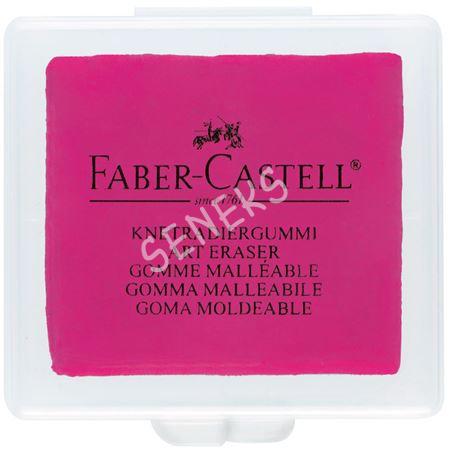 FABER-CASTELL®
since 1761
KNETRADIERGUMMI
ART ERASER
GOMME MALLÉABLE
GOMMA MALLEABILE
GOMA MOLDEABLE
SENEKS